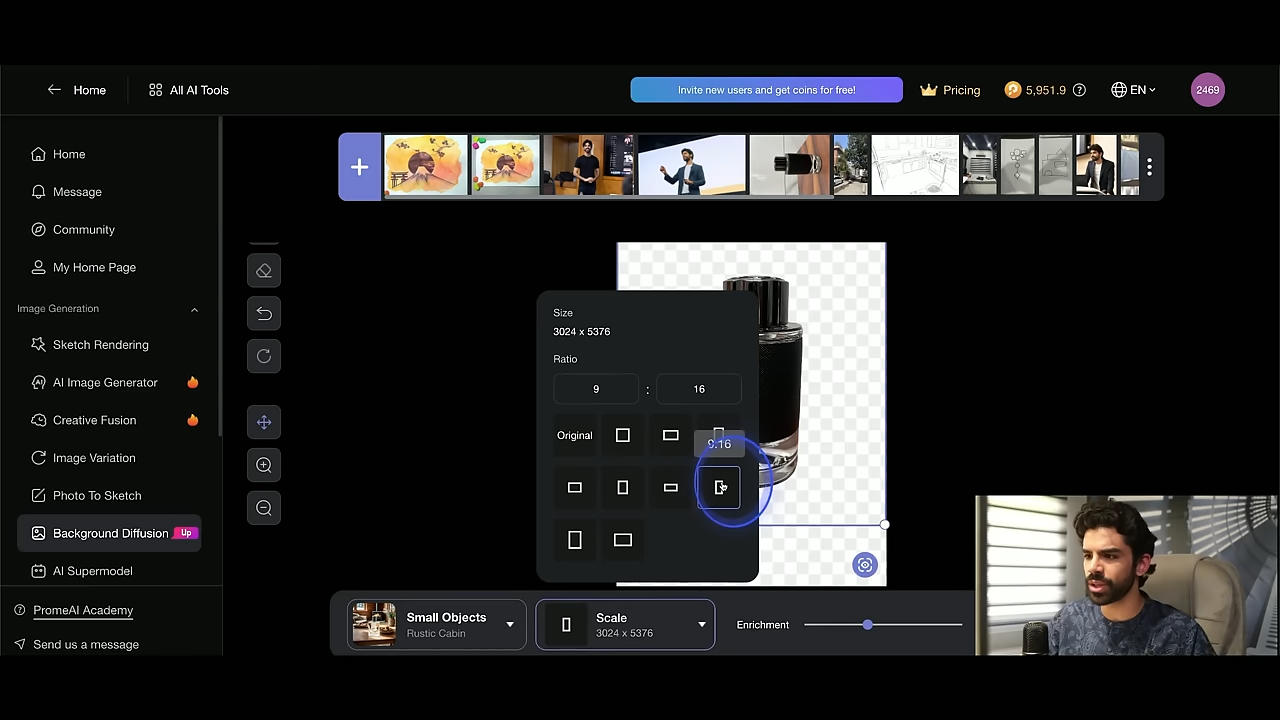 Home
All AI Tools
Invite new users and get coins for free!
Pricing
5,951.9
EN
2469
Home
Message
Community
My Home Page
Image Generation
Sketch Rendering
AI Image Generator
Creative Fusion
Image Variation
Photo To Sketch
Background Diffusion Up
AI Supermodel
PromeAI Academy
Send us a message
Size
3024 x 5376
Ratio
9 : 16
Original
9:16
Small Objects
Rustic Cabin
Scale
3024 x 5376
Enrichment